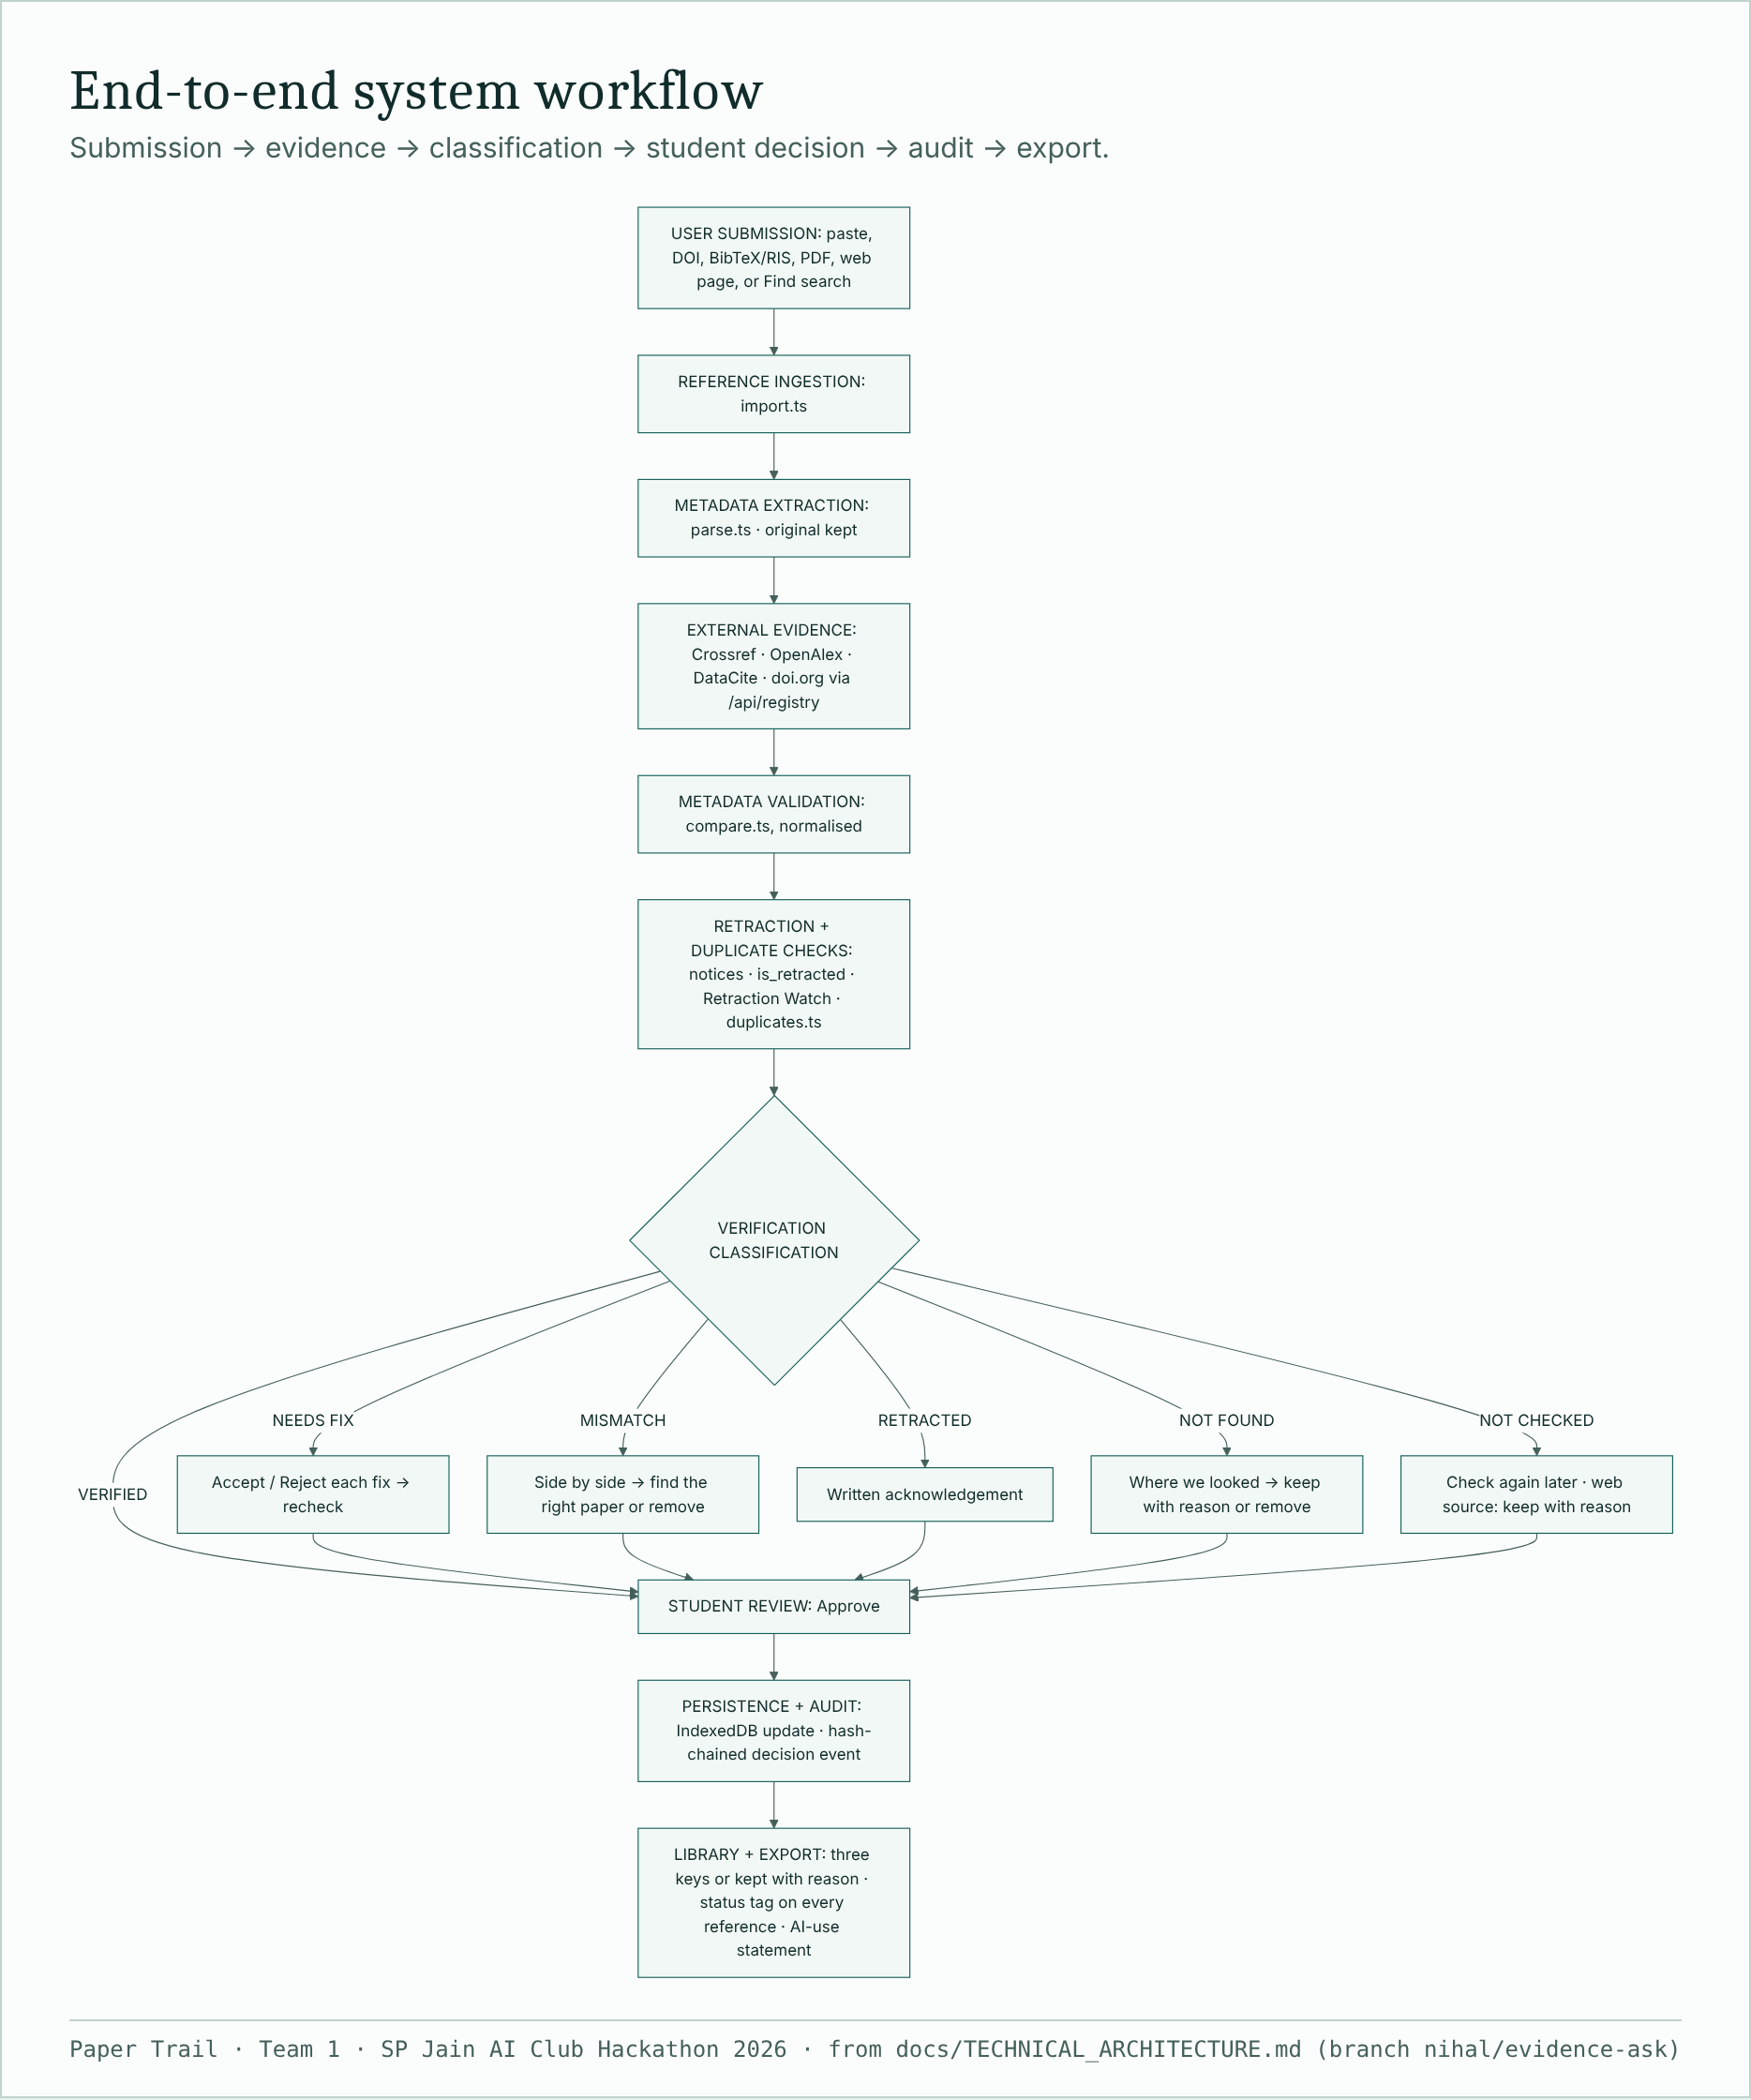 End-to-end system workflow
Submission → evidence → classification → student decision → audit → export.
USER SUBMISSION: paste,
DOI, BibTeX/RIS, PDF, web
page, or Find search
REFERENCE INGESTION:
import.ts
METADATA EXTRACTION:
parse.ts · original kept
EXTERNAL EVIDENCE:
Crossref · OpenAlex ·
DataCite · doi.org via
/api/registry
METADATA VALIDATION:
compare.ts, normalised
RETRACTION +
DUPLICATE CHECKS:
notices · is_retracted ·
Retraction Watch ·
duplicates.ts
VERIFICATION
CLASSIFICATION
NEEDS FIX
MISMATCH
RETRACTED
NOT FOUND
NOT CHECKED
VERIFIED
Accept / Reject each fix →
recheck
Side by side → find the
right paper or remove
Written acknowledgement
Where we looked → keep
with reason or remove
Check again later · web
source: keep with reason
STUDENT REVIEW: Approve
PERSISTENCE + AUDIT:
IndexedDB update · hash-
chained decision event
LIBRARY + EXPORT: three
keys or kept with reason ·
status tag on every
reference · AI-use
statement
Paper Trail · Team 1 · SP Jain AI Club Hackathon 2026 · from docs/TECHNICAL_ARCHITECTURE.md (branch nihal/evidence-ask)